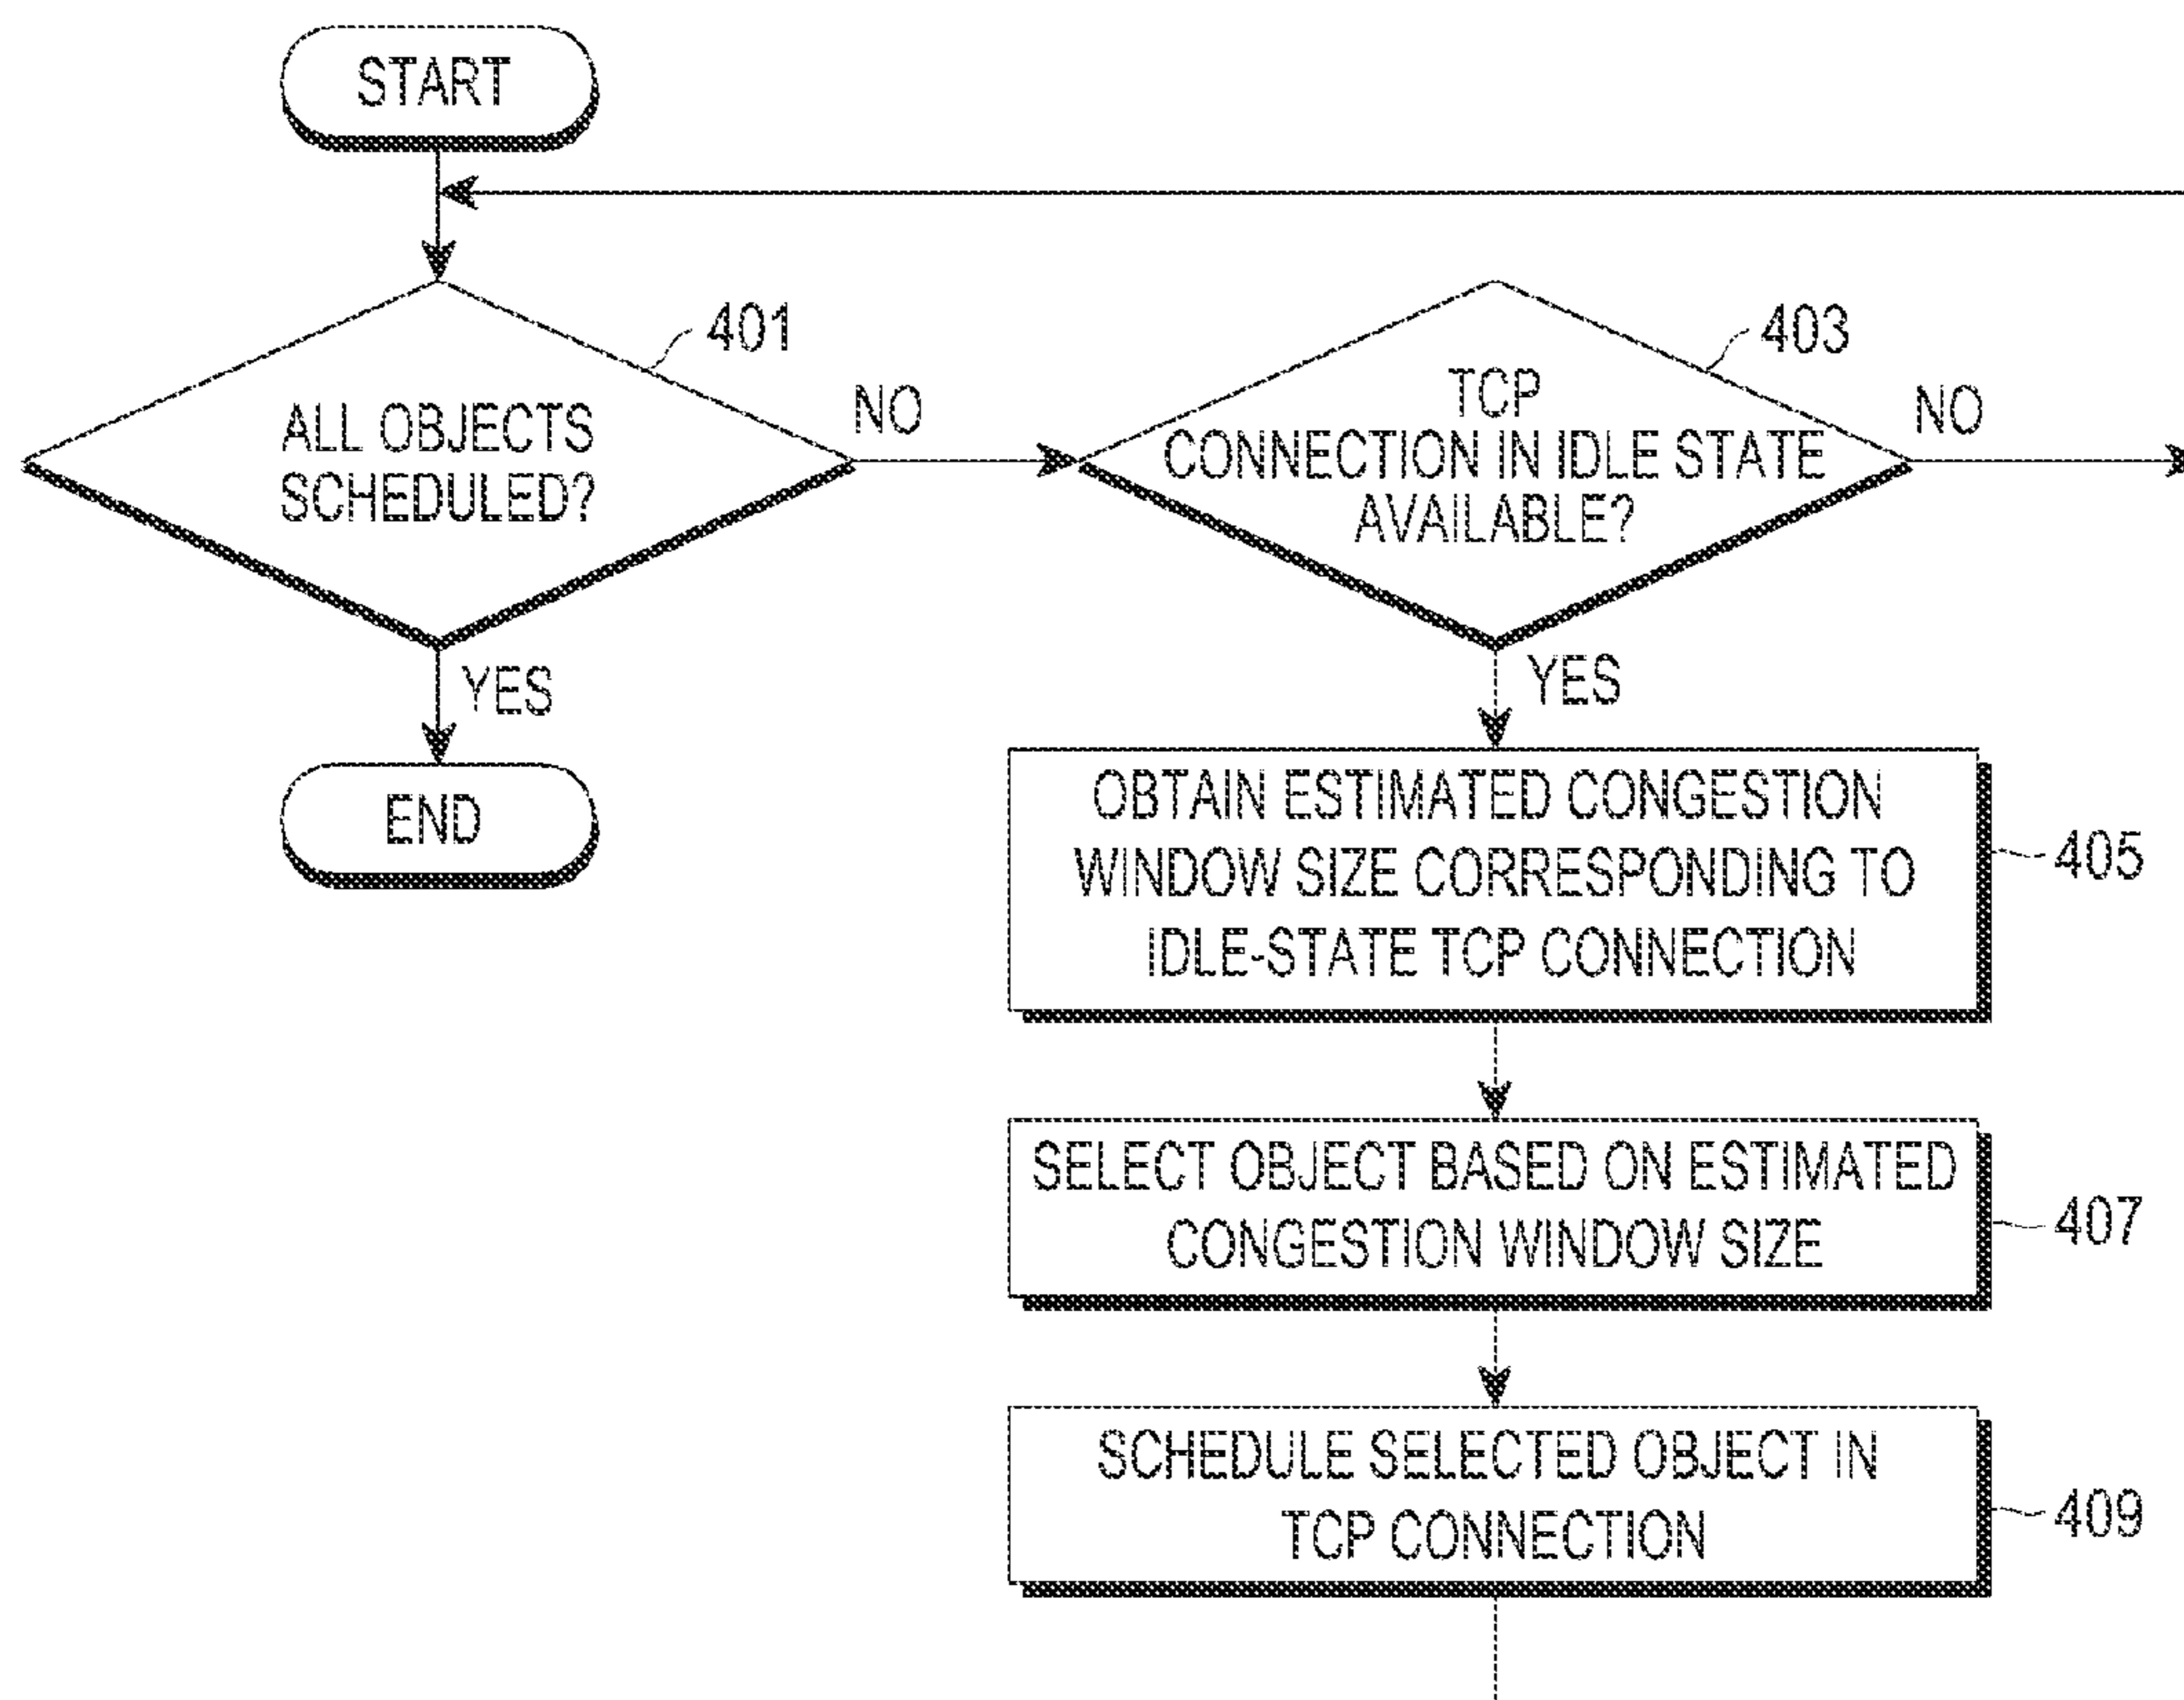 START
401
ALL OBJECTS
SCHEDULED?
NO
YES
END
403
TCP
CONNECTION IN IDLE STATE
AVAILABLE?
NO
YES
OBTAIN ESTIMATED CONGESTION
WINDOW SIZE CORRESPONDING TO
IDLE-STATE TCP CONNECTION
405
SELECT OBJECT BASED ON ESTIMATED
CONGESTION WINDOW SIZE
407
SCHEDULE SELECTED OBJECT IN
TCP CONNECTION
409